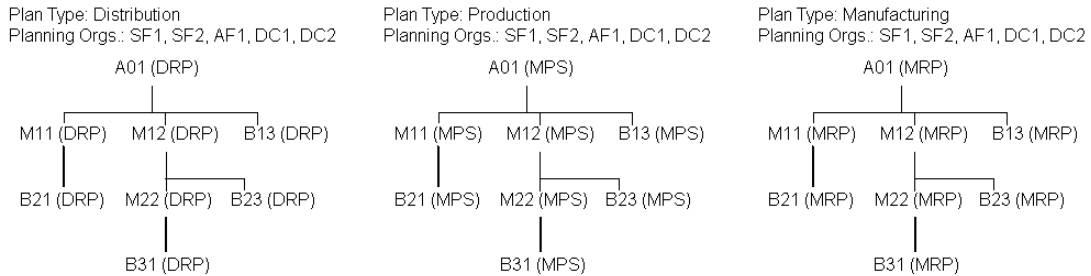 Plan Type: Distribution
Planning Orgs.: SF1, SF2, AF1, DC1, DC2
A01 (DRP)
M11 (DRP) M12 (DRP) B13 (DRP)
B21 (DRP) M22 (DRP) B23 (DRP)
B31 (DRP)
Plan Type: Production
Planning Orgs.: SF1, SF2, AF1, DC1, DC2
A01 (MPS)
M11 (MPS) M12 (MPS) B13 (MPS)
B21 (MPS) M22 (MPS) B23 (MPS)
B31 (MPS)
Plan Type: Manufacturing
Planning Orgs.: SF1, SF2, AF1, DC1, DC2
A01 (MRP)
M11 (MRP) M12 (MRP) B13 (MRP)
B21 (MRP) M22 (MRP) B23 (MRP)
B31 (MRP)